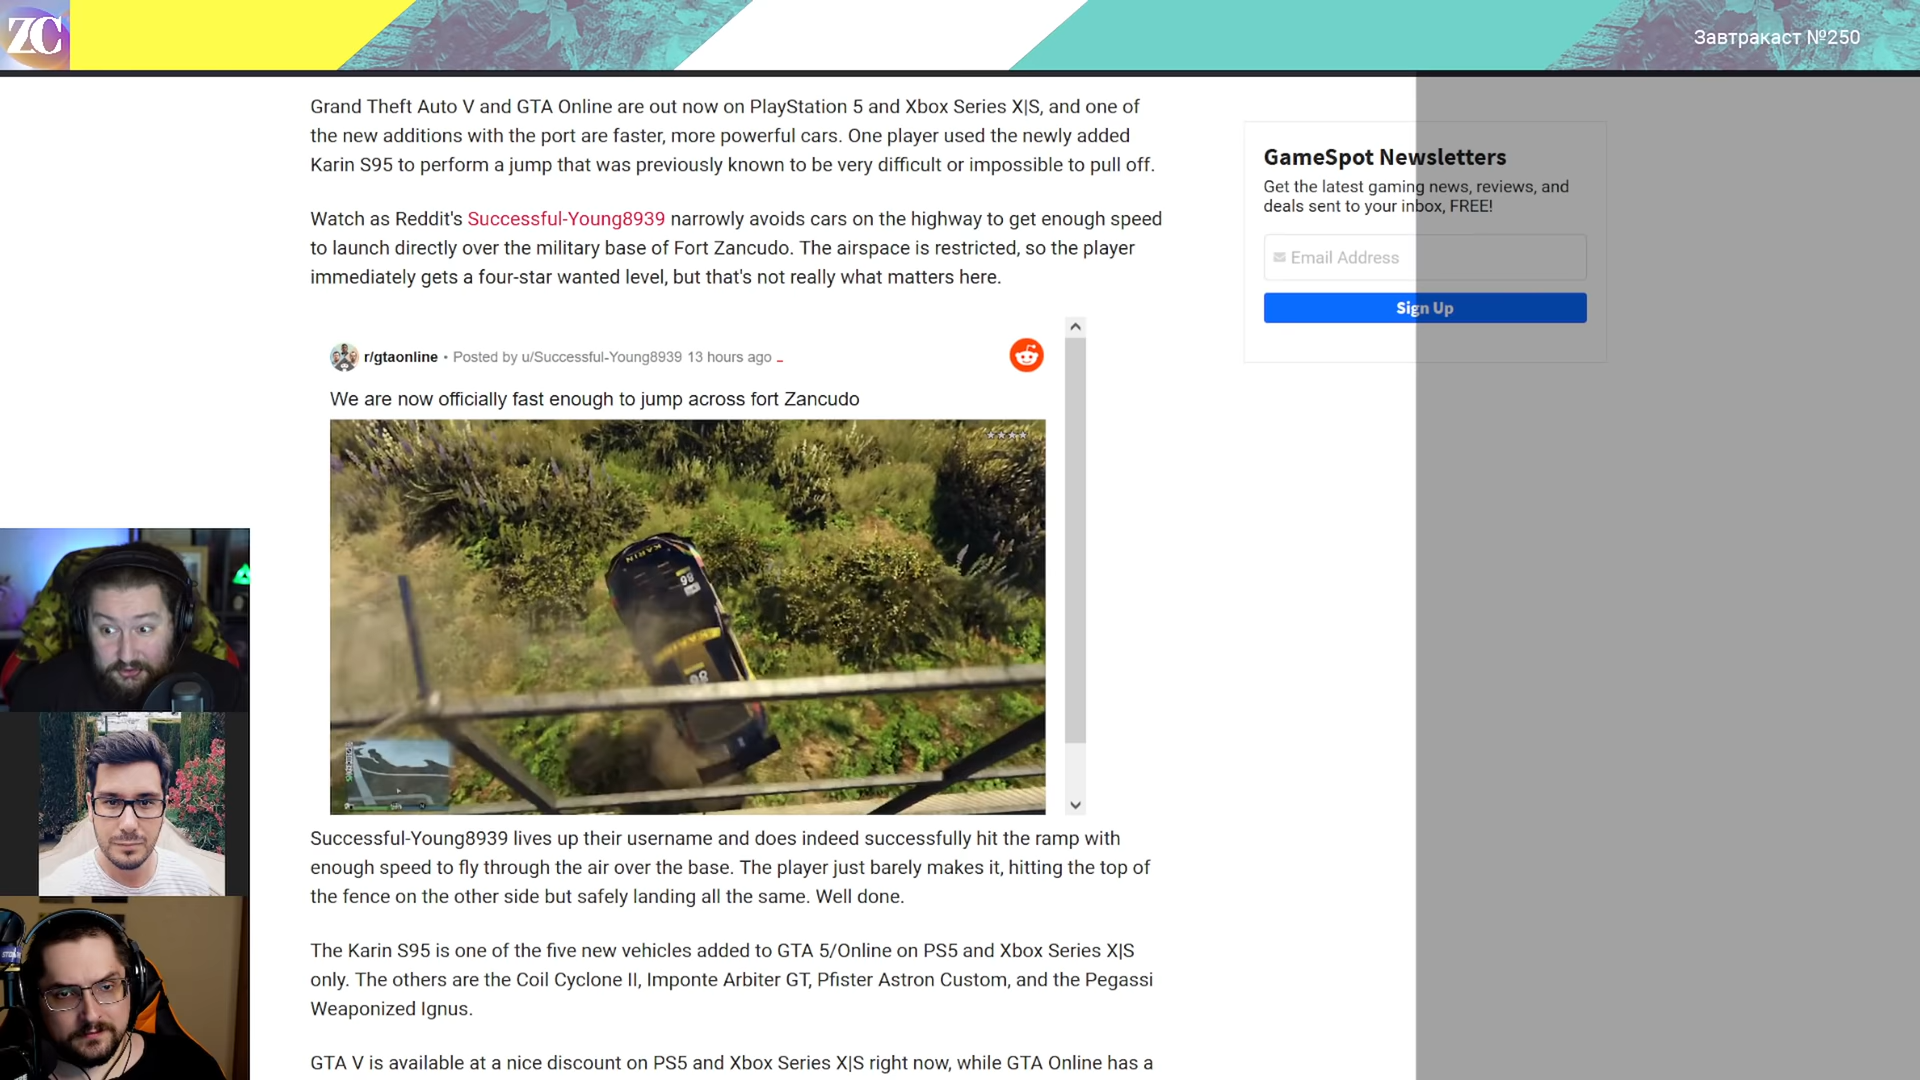 ZC
Завтракаст №250
Grand Theft Auto V and GTA Online are out now on PlayStation 5 and Xbox Series X|S, and one of
the new additions with the port are faster, more powerful cars. One player used the newly added
Karin S95 to perform a jump that was previously known to be very difficult or impossible to pull off.
Watch as Reddit's Successful-Young8939 narrowly avoids cars on the highway to get enough speed
to launch directly over the military base of Fort Zancudo. The airspace is restricted, so the player
immediately gets a four-star wanted level, but that's not really what matters here.
GameSpot Newsletters
Get the latest gaming news, reviews, and
deals sent to your inbox, FREE!
Email Address
Sign Up
r/gtaonline • Posted by u/Successful-Young8939 13 hours ago
We are now officially fast enough to jump across fort Zancudo
KARIN
98
KARIN
98
Successful-Young8939 lives up their username and does indeed successfully hit the ramp with
enough speed to fly through the air over the base. The player just barely makes it, hitting the top of
the fence on the other side but safely landing all the same. Well done.
The Karin S95 is one of the five new vehicles added to GTA 5/Online on PS5 and Xbox Series X|S
only. The others are the Coil Cyclone II, Imponte Arbiter GT, Pfister Astron Custom, and the Pegassi
Weaponized Ignus.
GTA V is available at a nice discount on PS5 and Xbox Series X|S right now, while GTA Online has a